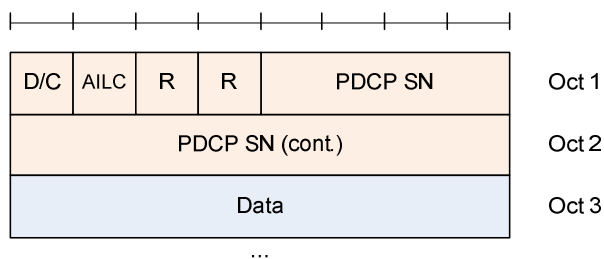 D/C AILC R R PDCP SN Oct 1
PDCP SN (cont.) Oct 2
Data Oct 3
...